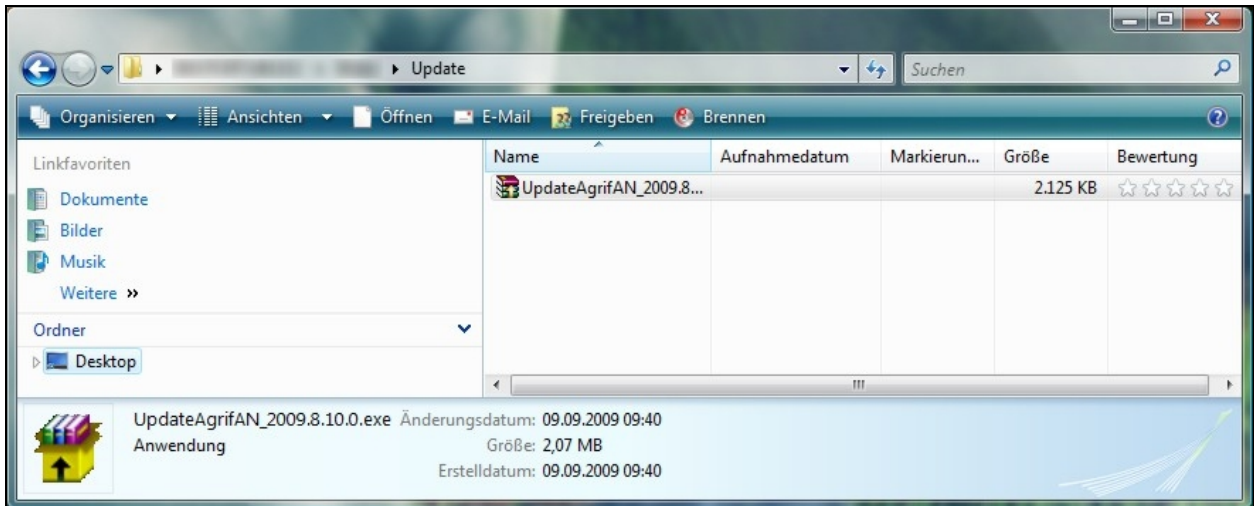 Update
Suchen
Organisieren Ansichten Öffnen E-Mail Freigeben Brennen
Linkfavoriten
Dokumente
Bilder
Musik
Weitere »
Ordner
Desktop
Name Aufnahmedatum Markierun... Größe Bewertung
UpdateAgrifAN_2009.8... 2.125 KB
UpdateAgrifAN_2009.8.10.0.exe Änderungsdatum: 09.09.2009 09:40
Anwendung Größe: 2,07 MB
Erstelldatum: 09.09.2009 09:40